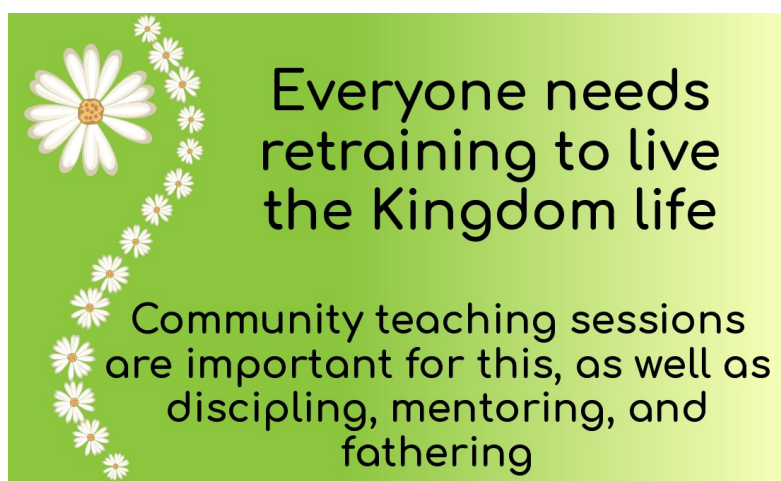 Everyone needs
retraining to live
the Kingdom life
Community teaching sessions
are important for this, as well as
discipling, mentoring, and
fathering